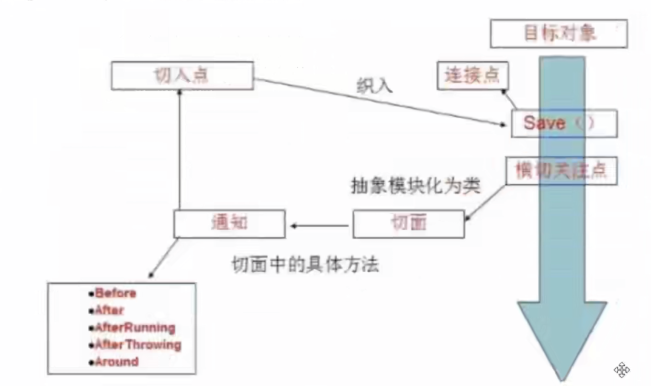 目标对象
切入点
连接点
织入
Save（）
横切关注点
抽象模块化为类
通知
切面
切面中的具体方法
•Before
•After
•AfterRunning
•AfterThrowing
•Around